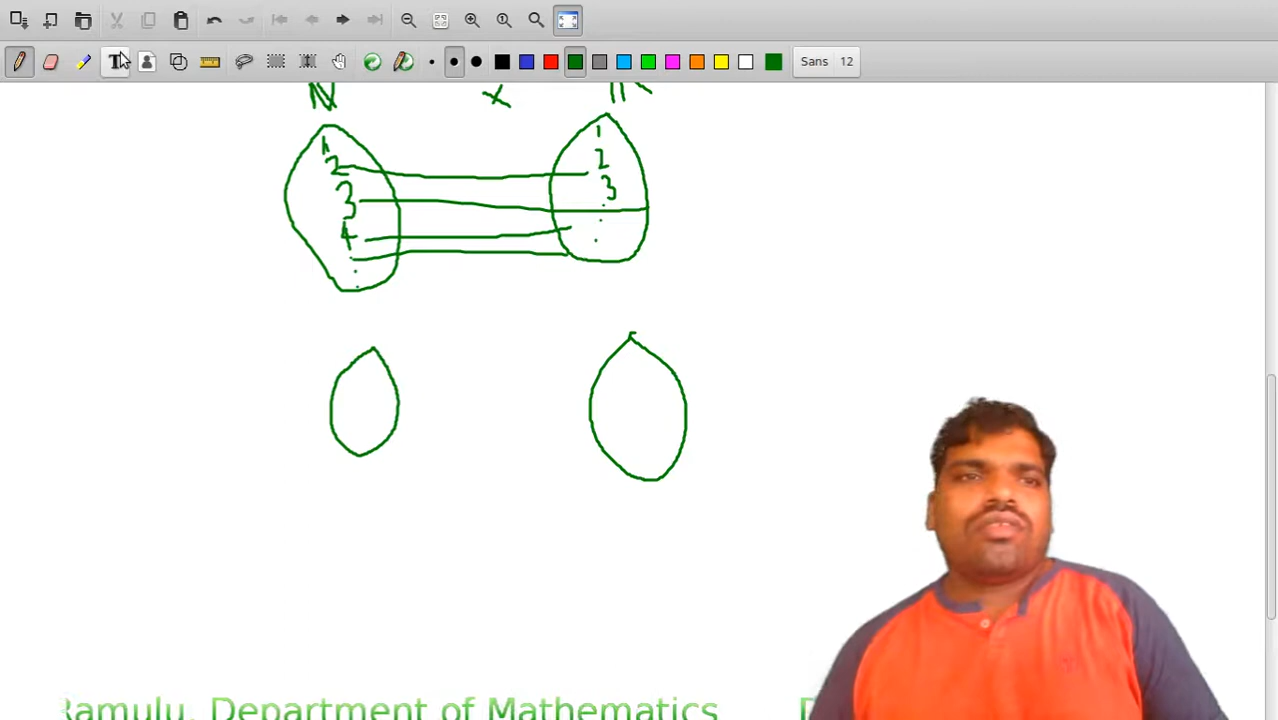 Sans 12
N x R
1 1
2 2
3 3
4
Ramulu, Department of Mathematics